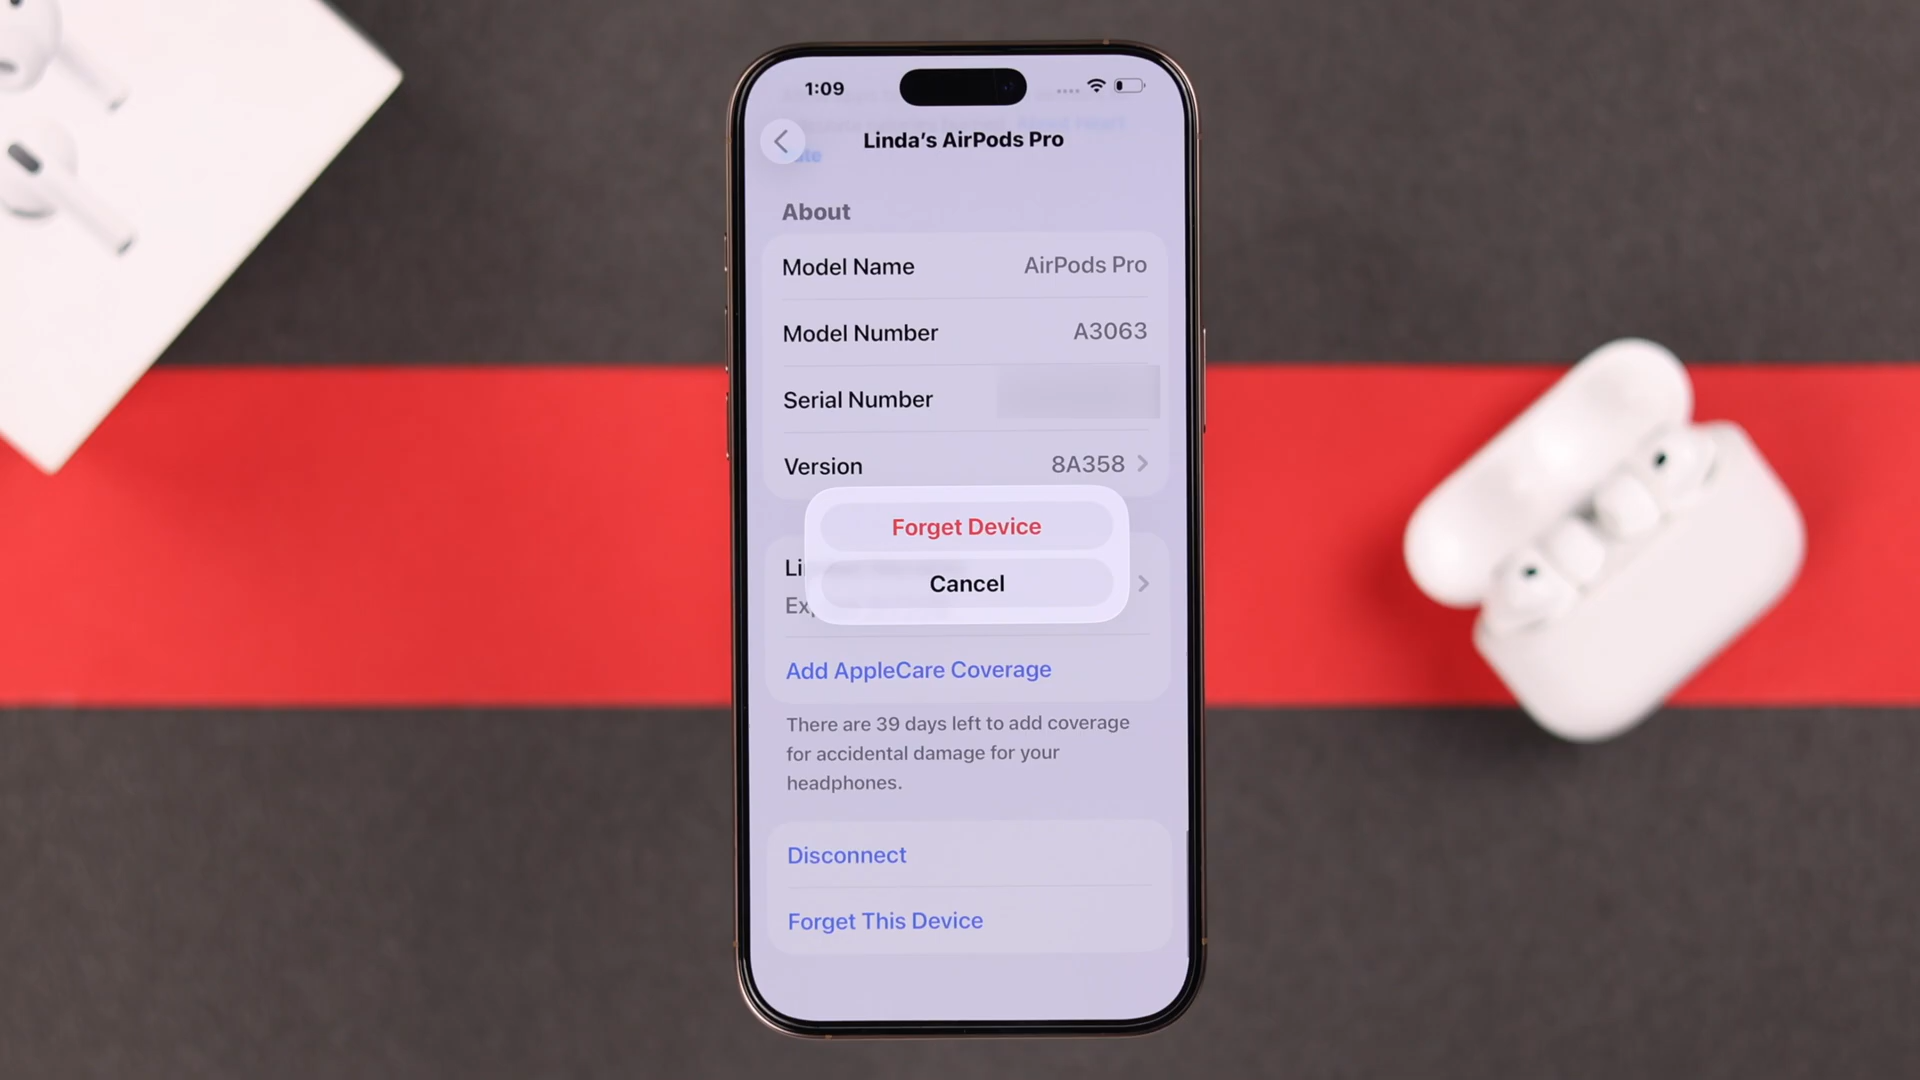 1:09
Linda's AirPods Pro
About
Model Name AirPods Pro
Model Number A3063
Serial Number
Version 8A358
Forget Device
Cancel
Add AppleCare Coverage
There are 39 days left to add coverage
for accidental damage for your
headphones.
Disconnect
Forget This Device